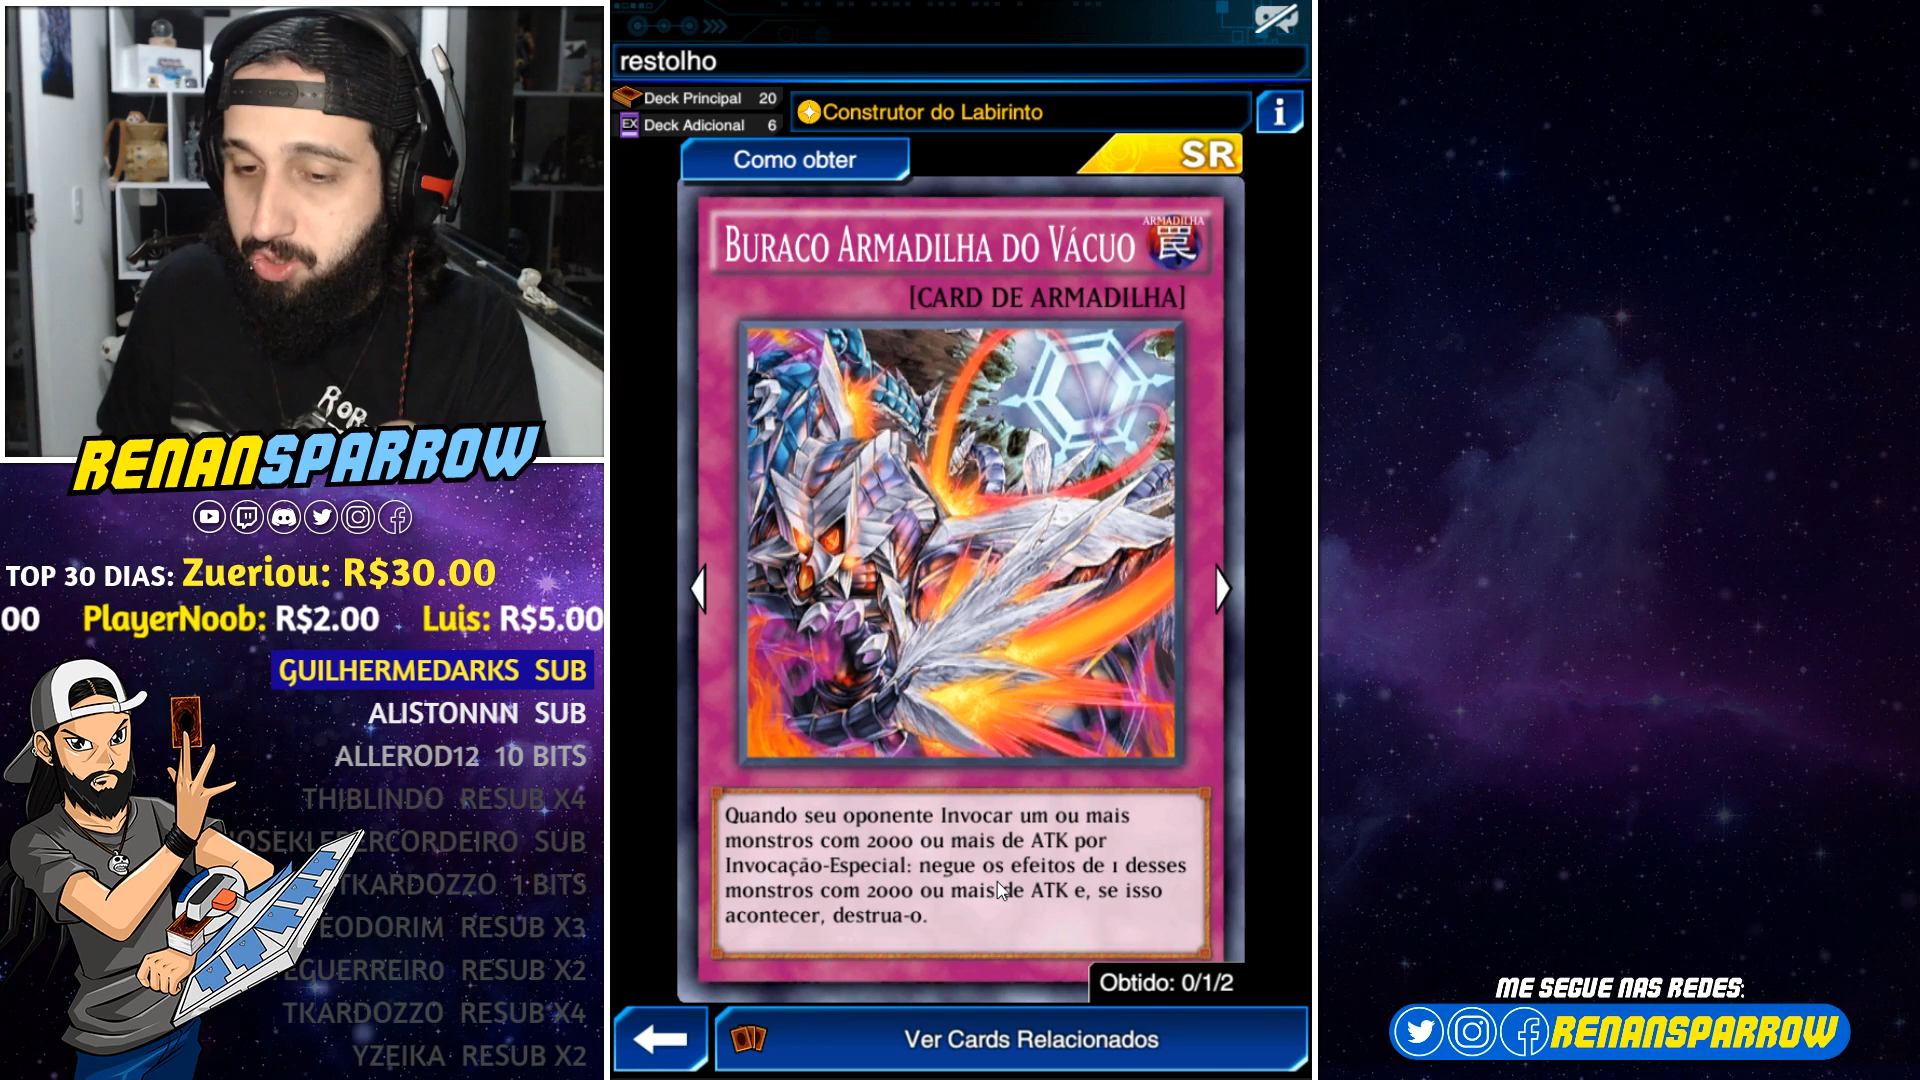 RENANSPARROW
TOP 30 DIAS: Zueriou: R$30.00
00 PlayerNoob: R$2.00 Luis: R$5.00
GUILHERMEDARKS SUB
ALISTONNN SUB
ALLEROD12 10 BITS
THIBLINDO RESUB X4
SUB
TKARDOZZO 1 BITS
EODORIM RESUB X3
EGUERREIR0 RESUB X2
TKARDOZZO RESUB X4
YZEIKA RESUB X2
restolho
Deck Principal 20
EX Deck Adicional 6
Construtor do Labirinto
i
Como obter
SR
BURACO ARMADILHA DO VÁCUO
ARMADILHA
罠
[CARD DE ARMADILHA]
Quando seu oponente Invocar um ou mais
monstros com 2000 ou mais de ATK por
Invocação-Especial: negue os efeitos de 1 desses
monstros com 2000 ou mais de ATK e, se isso
acontecer, destrua-o.
Obtido: 0/1/2
Ver Cards Relacionados
ME SEGUE NAS REDES:
RENANSPARROW